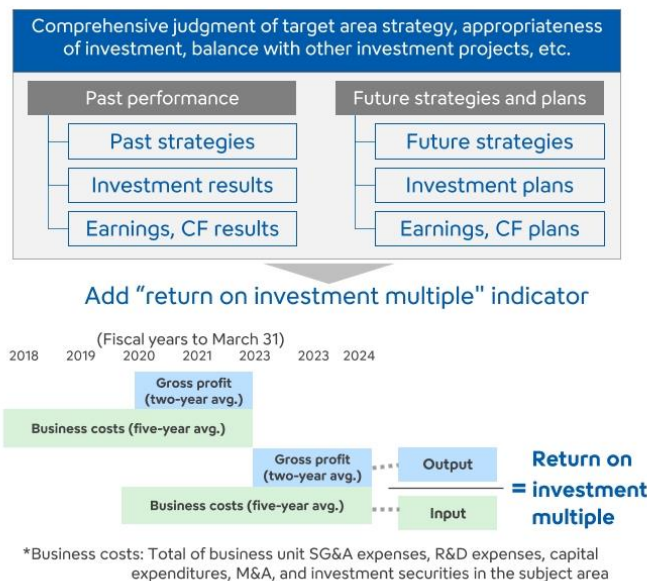 Comprehensive judgment of target area strategy, appropriateness
of investment, balance with other investment projects, etc.
Past performance
Past strategies
Investment results
Earnings, CF results
Future strategies and plans
Future strategies
Investment plans
Earnings, CF plans
Add “return on investment multiple" indicator
(Fiscal years to March 31)
2018 2019 2020 2021 2023 2023 2024
Gross profit
(two-year avg.)
Business costs (five-year avg.)
Gross profit
(two-year avg.)
Business costs (five-year avg.)
Output
Input
= Return on
investment
multiple
*Business costs: Total of business unit SG&A expenses, R&D expenses, capital
expenditures, M&A, and investment securities in the subject area